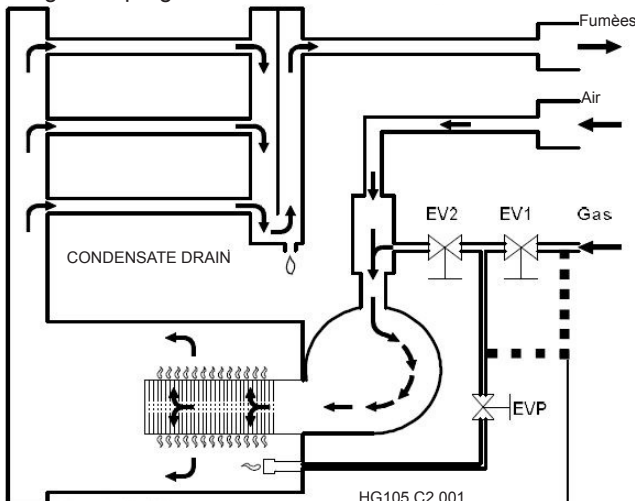 Fumèes
Air
EV2 EV1 Gas
CONDENSATE DRAIN
EVP
HG105 C2 001